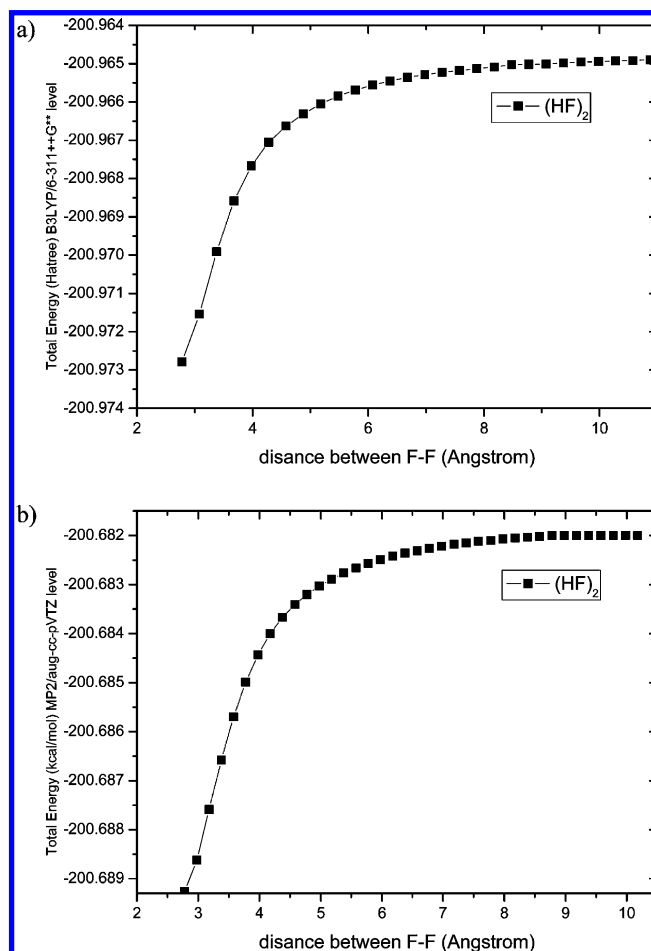 a)
-200.964
-200.965
-200.966
-200.967
-200.968
-200.969
-200.970
-200.971
-200.972
-200.973
-200.974
Total Energy (Hatree) B3LYP/6-311++G** level
(HF)2
2 4 6 8 10
disance between F-F (Angstrom)
b)
-200.682
-200.683
-200.684
-200.685
-200.686
-200.687
-200.688
-200.689
Total Energy (kcal/mol) MP2/aug-cc-pVTZ level
(HF)2
2 3 4 5 6 7 8 9 10
disance between F-F (Angstrom)